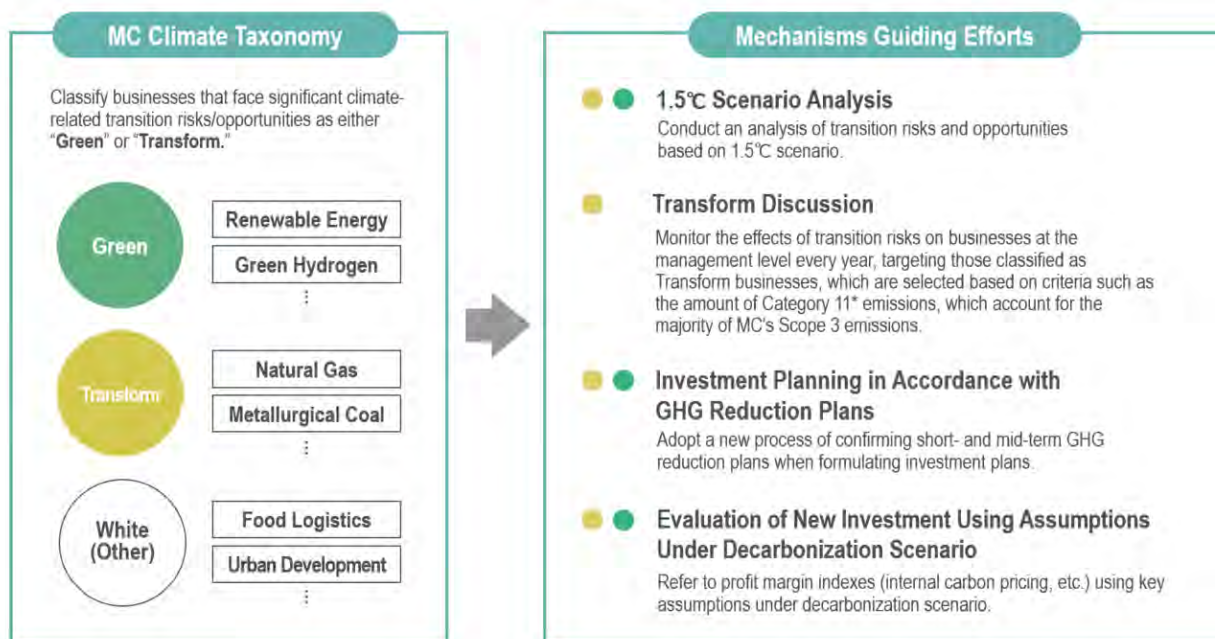 MC Climate Taxonomy
Classify businesses that face significant climate-
related transition risks/opportunities as either
"Green" or "Transform."
Green
Renewable Energy
Green Hydrogen
Transform
Natural Gas
Metallurgical Coal
White
(Other)
Food Logistics
Urban Development
Mechanisms Guiding Efforts
1.5℃ Scenario Analysis
Conduct an analysis of transition risks and opportunities
based on 1.5℃ scenario.
Transform Discussion
Monitor the effects of transition risks on businesses at the
management level every year, targeting those classified as
Transform businesses, which are selected based on criteria such as
the amount of Category 11* emissions, which account for the
majority of MC's Scope 3 emissions.
Investment Planning in Accordance with
GHG Reduction Plans
Adopt a new process of confirming short- and mid-term GHG
reduction plans when formulating investment plans.
Evaluation of New Investment Using Assumptions
Under Decarbonization Scenario
Refer to profit margin indexes (internal carbon pricing, etc.) using key
assumptions under decarbonization scenario.